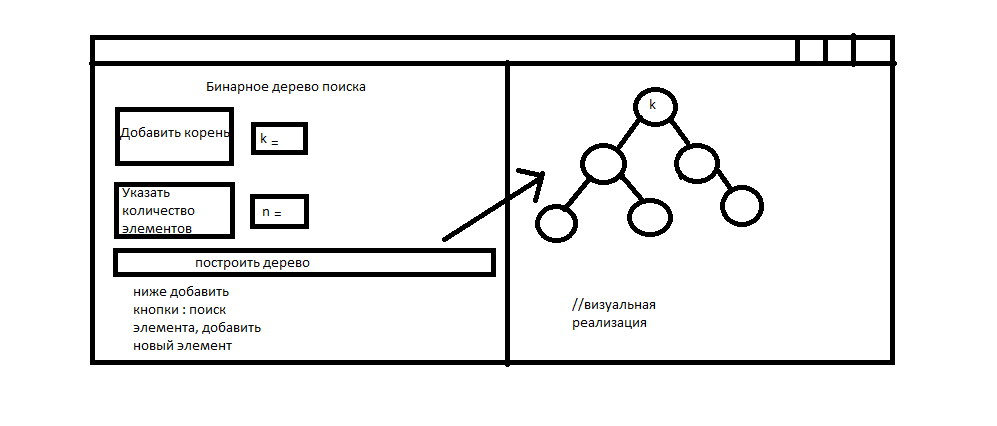 Бинарное дерево поиска
Добавить корень
k =
Указать
количество
элементов
n =
построить дерево
ниже добавить
кнопки : поиск
элемента, добавить
новый элемент
k
//визуальная
реализация